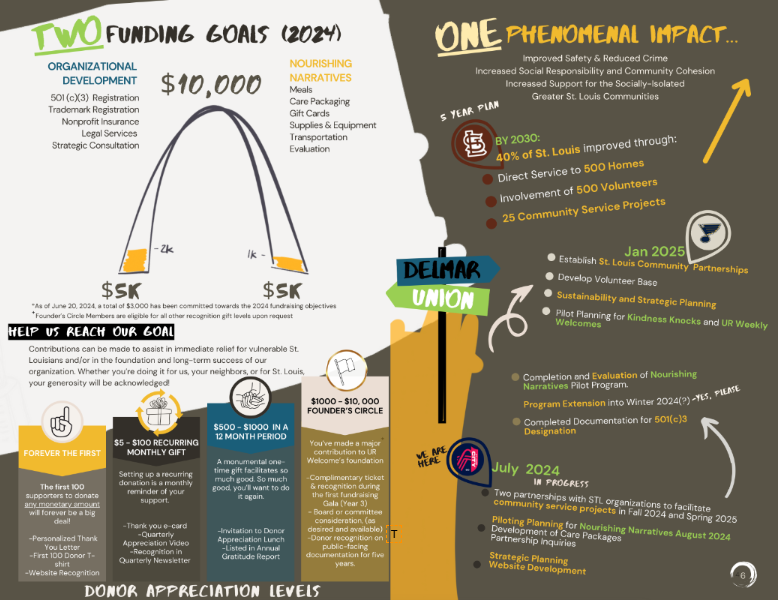 TWO FUNDING GOALS (2024)
ORGANIZATIONAL
DEVELOPMENT
501 (c)(3) Registration
Trademark Registration
Nonprofit Insurance
Legal Services
Strategic Consultation
$10,000
NOURISHING
NARRATIVES
Meals
Care Packaging
Gift Cards
Supplies & Equipment
Transportation
Evaluation
- 2K
1K -
$5K
$5K
*As of June 20, 2024, a total of $3,000 has been committed towards the 2024 fundraising objectives
*Founder's Circle Members are eligible for all other recognition gift levels upon request
HELP US REACH OUR GOAL
Contributions can be made to assist in immediate relief for vulnerable St.
Louisians and/or in the foundation and long-term success of our
organization. Whether you're doing it for us, your neighbors, or for St. Louis,
your generosity will be acknowledged!
FOREVER THE FIRST
The first 100
supporters to donate
any monetary amount
will forever be a big
deal!
-Personalized Thank
You Letter
-First 100 Donor T-
shirt
-Website Recognition
$5 - $100 RECURRING
MONTHLY GIFT
Setting up a recurring
donation is a monthly
reminder of your
support.
-Thank you e-card
-Quarterly
Appreciation Video
-Recognition in
Quarterly Newsletter
$500 - $1000 IN A
12 MONTH PERIOD
A monumental one-
time gift facilitates so
much good. So much
good, you'll want to do
it again.
-Invitation to Donor
Appreciation Lunch
-Listed in Annual
Gratitude Report
$1000 - $10, 000
FOUNDER'S CIRCLE
You've made a major
contribution to UR
Welcome's foundation
-Complimentary ticket
& recognition during
the first fundraising
Gala (Year 3)
- Board or committee
consideration, (as
desired and available)
-Donor recognition on
public-facing
documentation for five
years.
T
DONOR APPRECIATION LEVELS
ONE PHENOMENAL IMPACT...
Improved Safety & Reduced Crime
Increased Social Responsibility and Community Cohesion
Increased Support for the Socially-Isolated
Greater St. Louis Communities
5 YEAR PLAN
BY 2030:
40% of St. Louis improved through:
Direct Service to 500 Homes
Involvement of 500 Volunteers
25 Community Service Projects
DELMAR
UNION
Jan 2025
Establish St. Louis Community Partnerships
Develop Volunteer Base
Sustainability and Strategic Planning
Pilot Planning for Kindness Knocks and UR Weekly
Welcomes
Completion and Evaluation of Nourishing
Narratives Pilot Program.
Program Extension into Winter 2024(?) -YES, PLEASE
Completed Documentation for 501(c)3
Designation
WE ARE
HERE
CITY
July 2024
IN PROGRESS
Two partnerships with STL organizations to facilitate
community service projects in Fall 2024 and Spring 2025
Piloting Planning for Nourishing Narratives August 2024
Development of Care Packages
Partnership Inquiries
Strategic Planning
Website Development
6